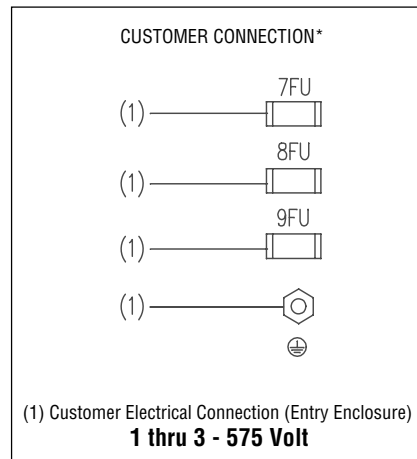 CUSTOMER CONNECTION*
7FU
(1)
8FU
(1)
9FU
(1)
(1)
(1) Customer Electrical Connection (Entry Enclosure)
1 thru 3 - 575 Volt